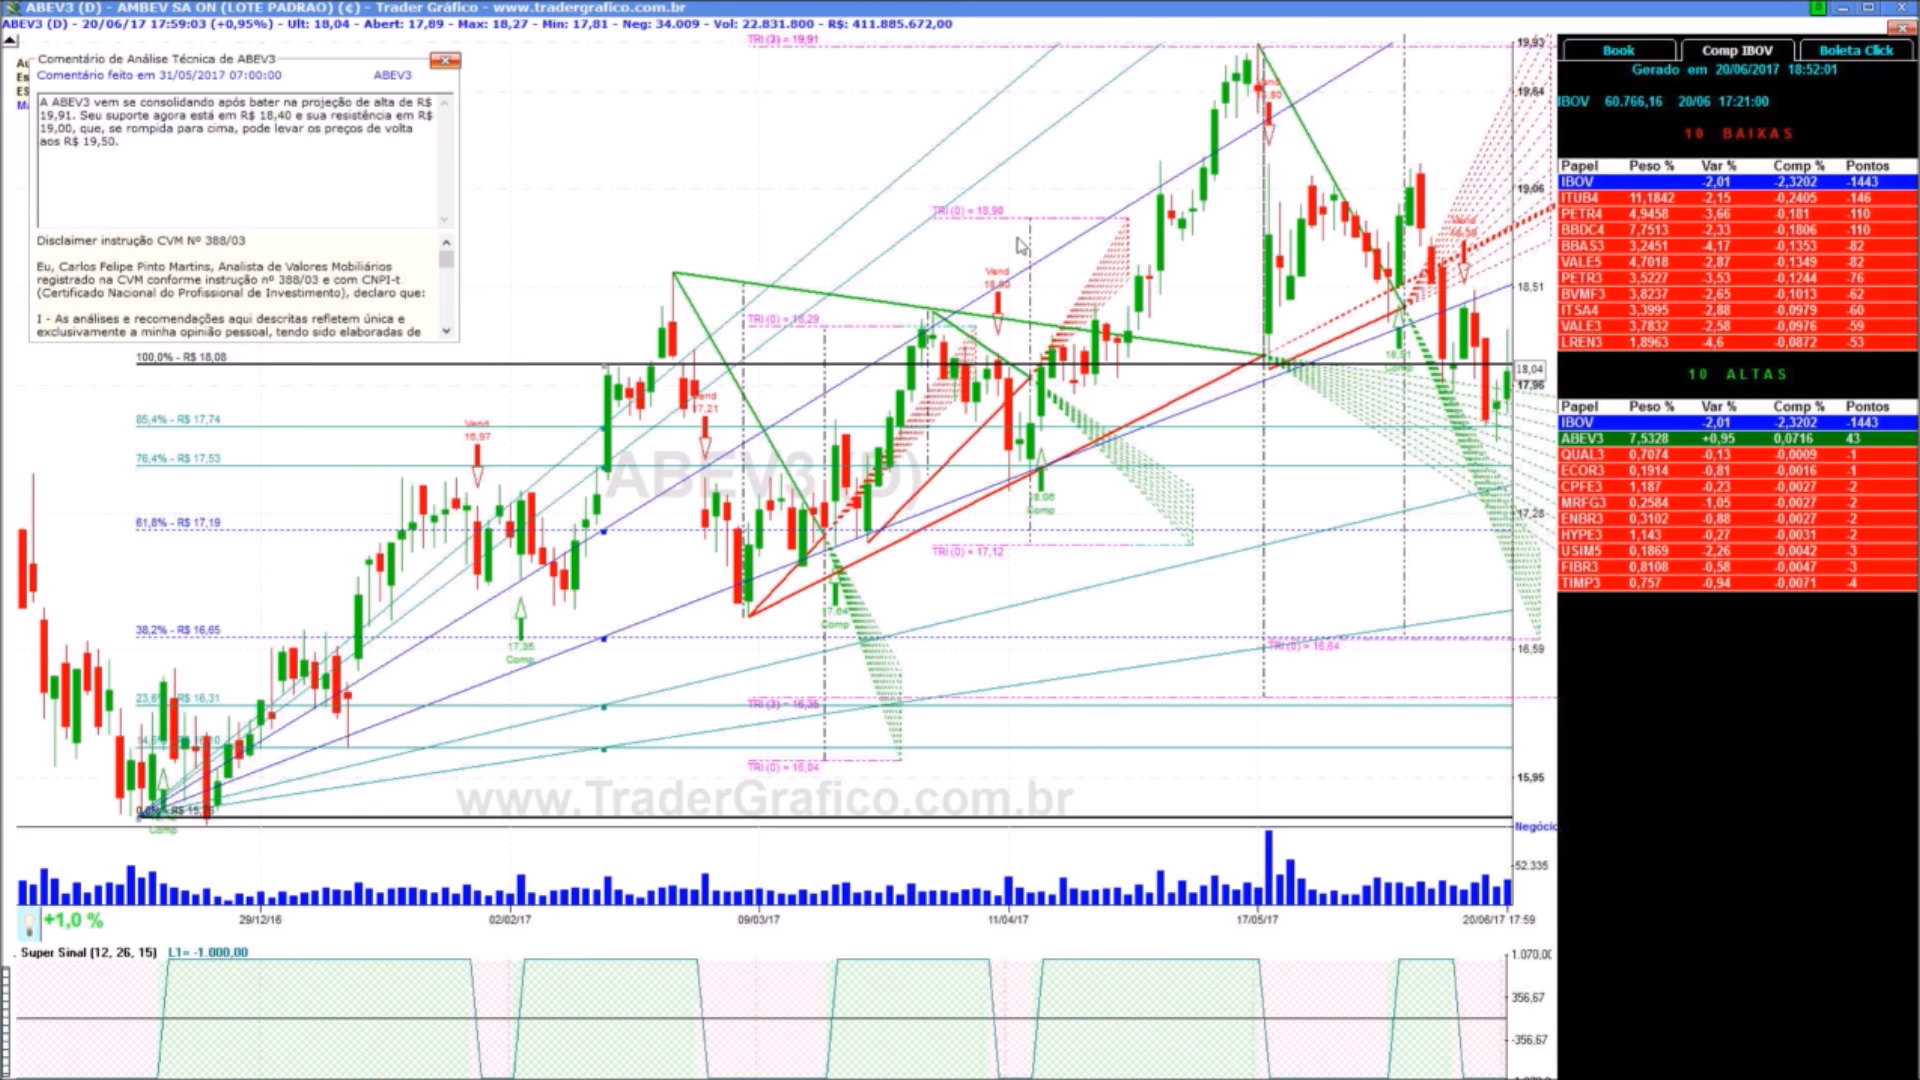 ABEV3 (D) - AMBEV SA ON (LOTE PADRAO) (¢) - Trader Gráfico - www.tradergrafico.com.br
ABEV3 (D) - 20/06/17 17:59:03 (+0,95%) - Ult: 18,04 - Abert: 17,89 - Max: 18,27 - Min: 17,81 - Neg: 34.009 - Vol: 22.831.800 - R$: 411.885.672,00
Comentário de Análise Técnica de ABEV3
Comentário feito em 31/05/2017 07:00:00 ABEV3
A ABEV3 vem se consolidando após bater na projeção de alta de R$
19,91. Seu suporte agora está em R$ 18,40 e sua resistência em R$
19,00, que, se rompida para cima, pode levar os preços de volta
aos R$ 19,50.
Disclaimer instrução CVM Nº 388/03
Eu, Carlos Felipe Pinto Martins, Analista de Valores Mobiliários
registrado na CVM conforme instrução nº 388/03 e com CNPI-t
(Certificado Nacional do Profissional de Investimento), declaro que:
I - As análises e recomendações aqui descritas refletem única e
exclusivamente a minha opinião pessoal, tendo sido elaboradas de
TRI (3) = 19,91
TRI (0) = 18,90
TRI (0) = 18,29
TRI (0) = 17,12
TRI (0) = 16,64
TRI (3) = 16,35
TRI (0) = 16,04
100,0% - R$ 18,08
85,4% - R$ 17,74
76,4% - R$ 17,53
61,8% - R$ 17,19
38,2% - R$ 16,65
23,6% - R$ 16,31
Vend
16,97
Vend
17,21
Vend
17,35
Comp
Comp
Comp
18,06
Comp
Comp
ABEV3 (D)
www.TraderGrafico.com.br
19,93
19,64
19,06
18,51
18,04
17,96
17,28
16,59
15,95
Negócio
52.335
29/12/16
02/02/17
09/03/17
11/04/17
17/05/17
20/06/17 17:59
+1,0 %
Super Sinal (12, 26, 15) L1= -1.000,00
1.070,00
356,67
-356,67
Book
Comp IBOV
Boleta Click
Gerado em 20/06/2017 18:52:01
IBOV 60.766,16 20/06 17:21:00
10 BAIXAS
Papel Peso % Var % Comp % Pontos
IBOV -2,01 -2,3202 -1443
ITUB4 11,1842 -2,15 -0,2405 -146
PETR4 4,9458 -3,66 -0,181 -110
BBDC4 7,7513 -2,33 -0,1806 -110
BBAS3 3,2451 -4,17 -0,1353 -82
VALE5 4,7018 -2,87 -0,1349 -82
PETR3 3,5227 -3,53 -0,1244 -76
BVMF3 3,8237 -2,65 -0,1013 -62
ITSA4 3,3995 -2,88 -0,0979 -60
VALE3 3,7832 -2,58 -0,0976 -59
LREN3 1,8963 -4,6 -0,0872 -53
10 ALTAS
Papel Peso % Var % Comp % Pontos
IBOV -2,01 -2,3202 -1443
ABEV3 7,5328 +0,95 0,0716 43
QUAL3 0,7074 -0,13 -0,0009 -1
ECOR3 0,1914 -0,81 -0,0016 -1
CPFE3 1,187 -0,23 -0,0027 -2
MRFG3 0,2584 -1,05 -0,0027 -2
ENBR3 0,3102 -0,88 -0,0027 -2
HYPE3 1,143 -0,27 -0,0031 -2
USIM5 0,1869 -2,26 -0,0042 -3
FIBR3 0,8108 -0,58 -0,0047 -3
TIMP3 0,757 -0,94 -0,0071 -4